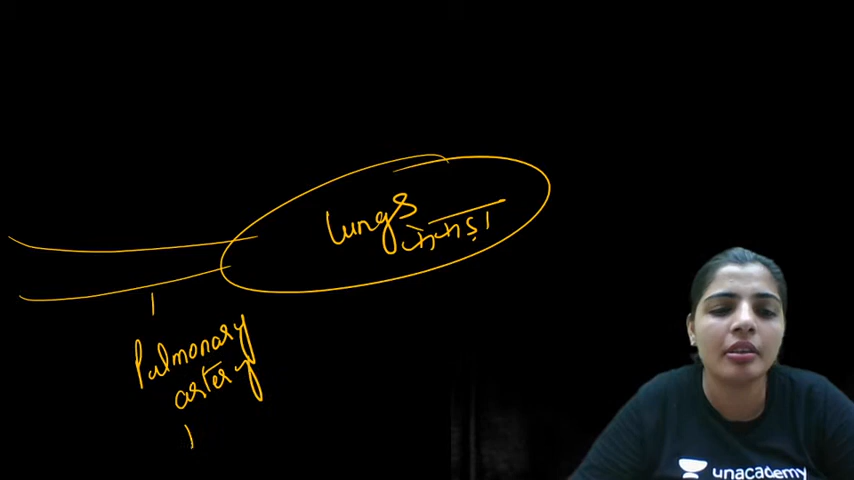 lungs
फेफड़ा
Pulmonary
artery
unacademy